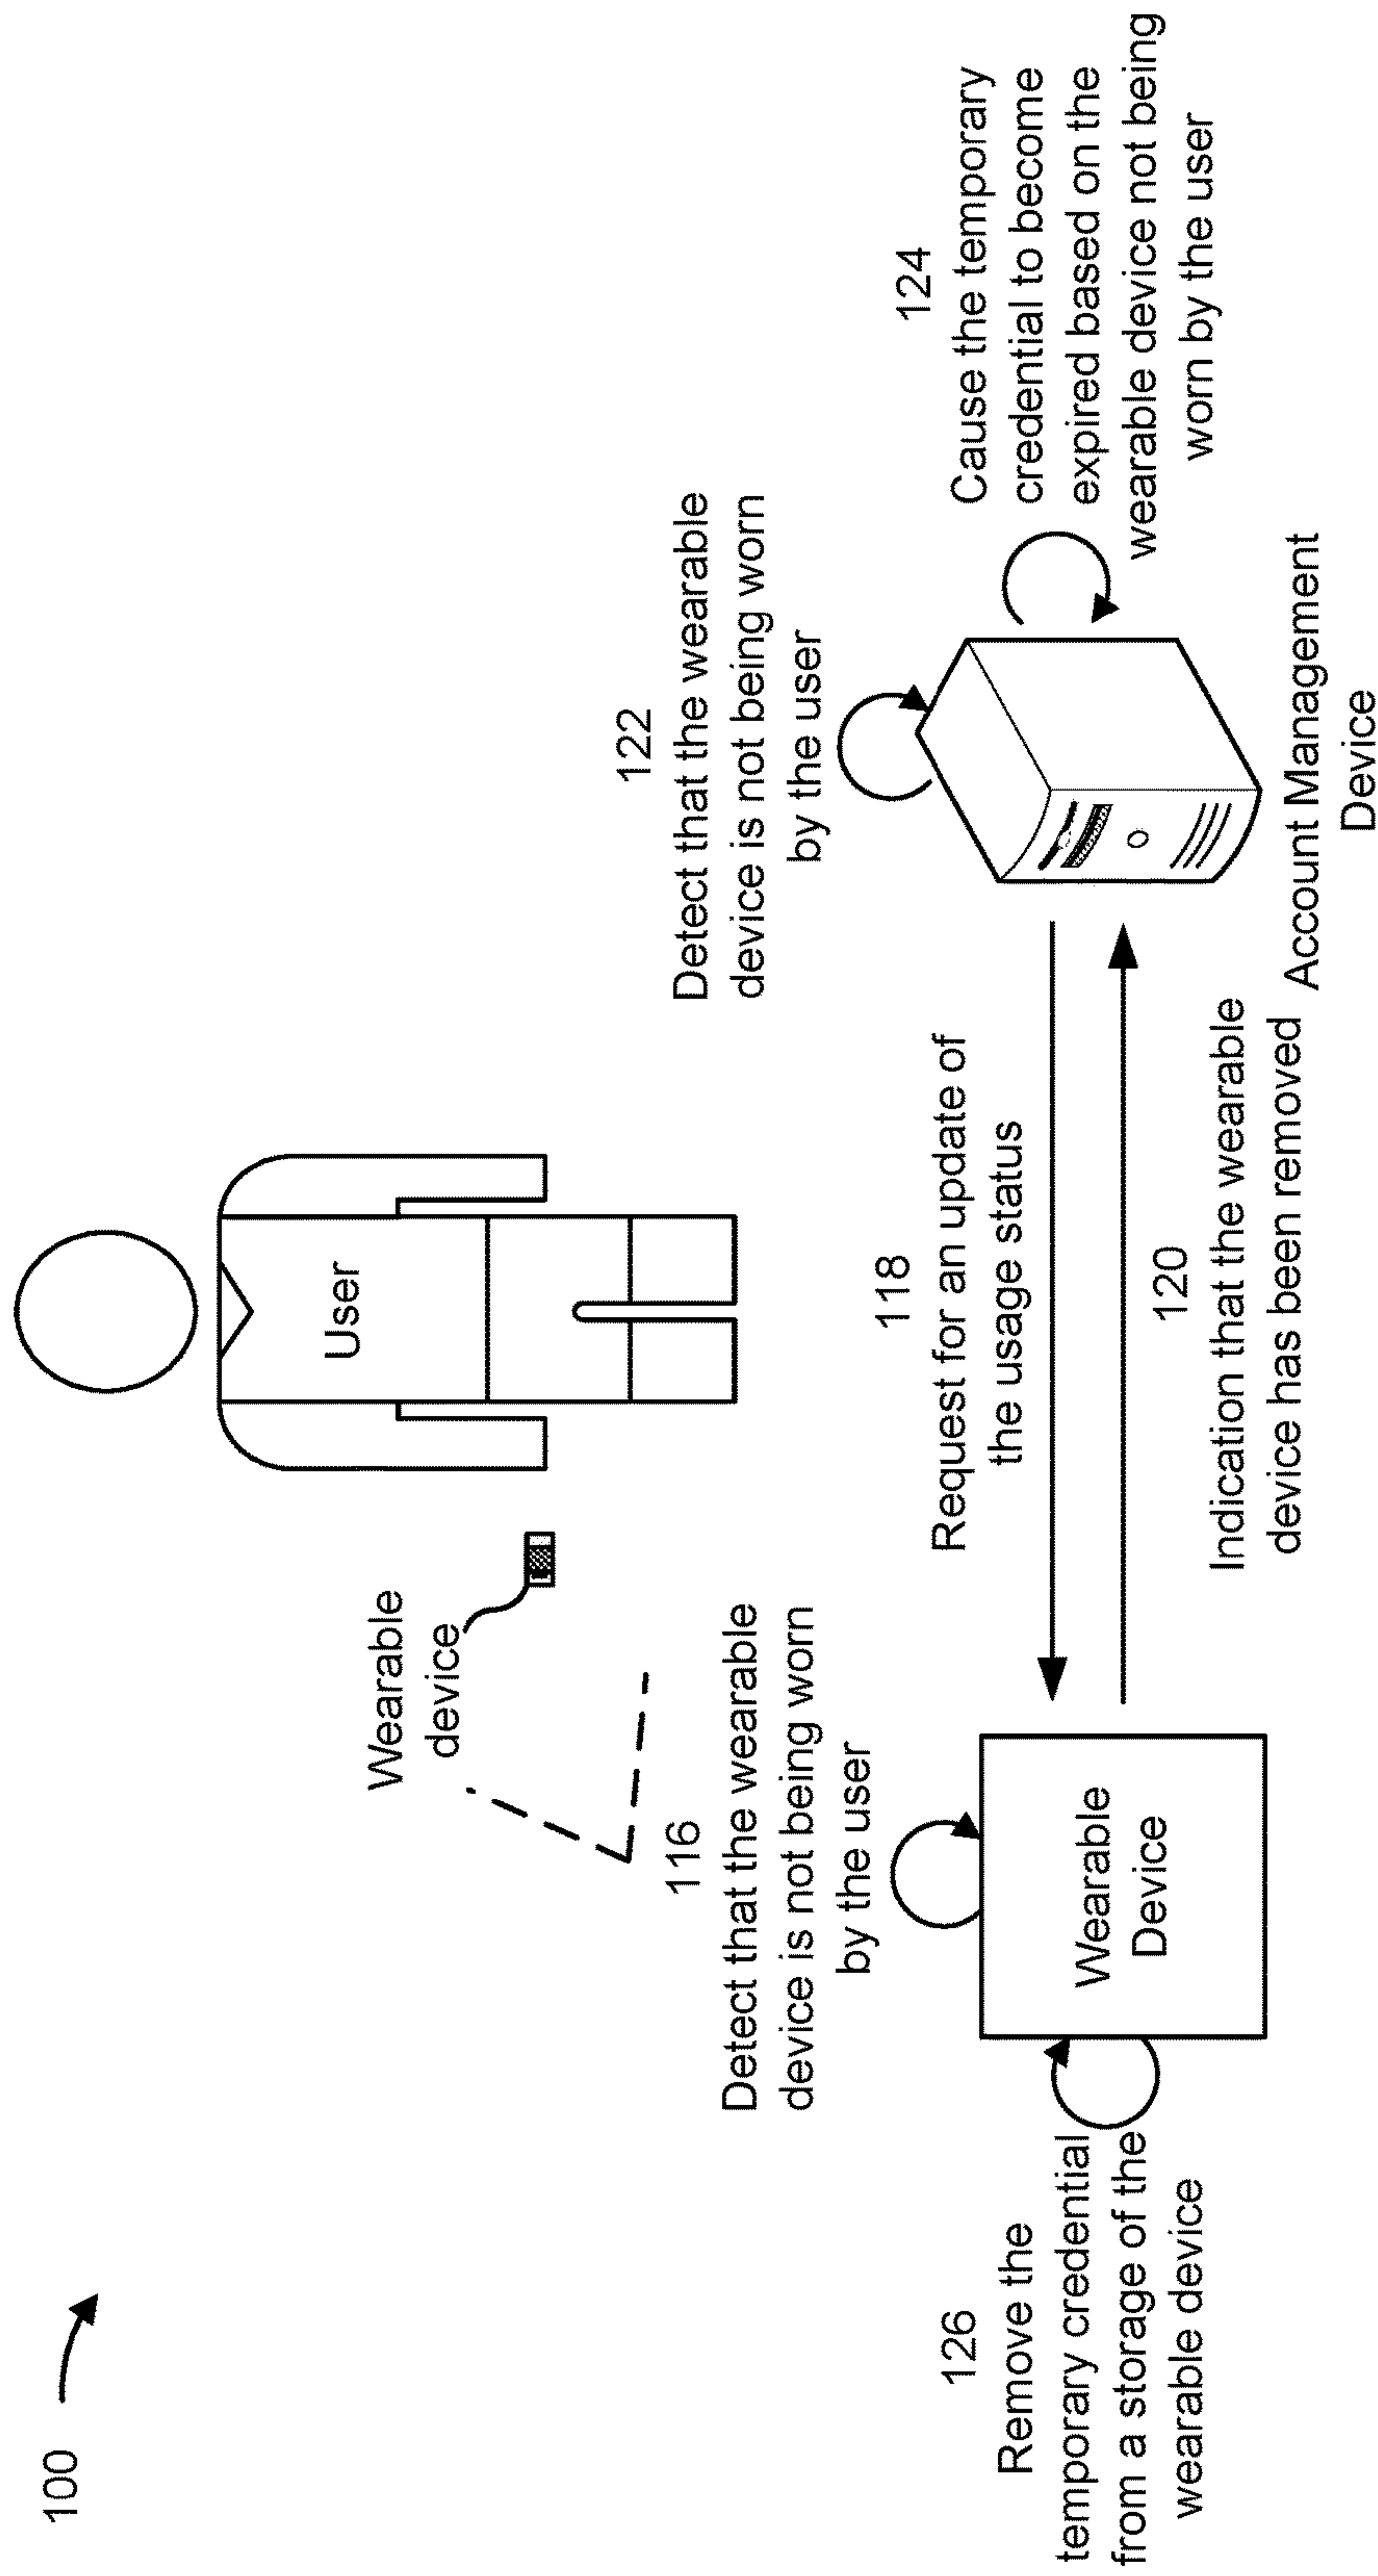 100
User
Wearable
device
116
Detect that the wearable
device is not being worn
by the user
122
Detect that the wearable
device is not being worn
by the user
118
Request for an update of
the usage status
124
Cause the temporary
credential to become
expired based on the
wearable device not being
worn by the user
126
Remove the
temporary credential
from a storage of the
wearable device
Wearable
Device
120
Indication that the wearable
device has been removed
Account Management
Device